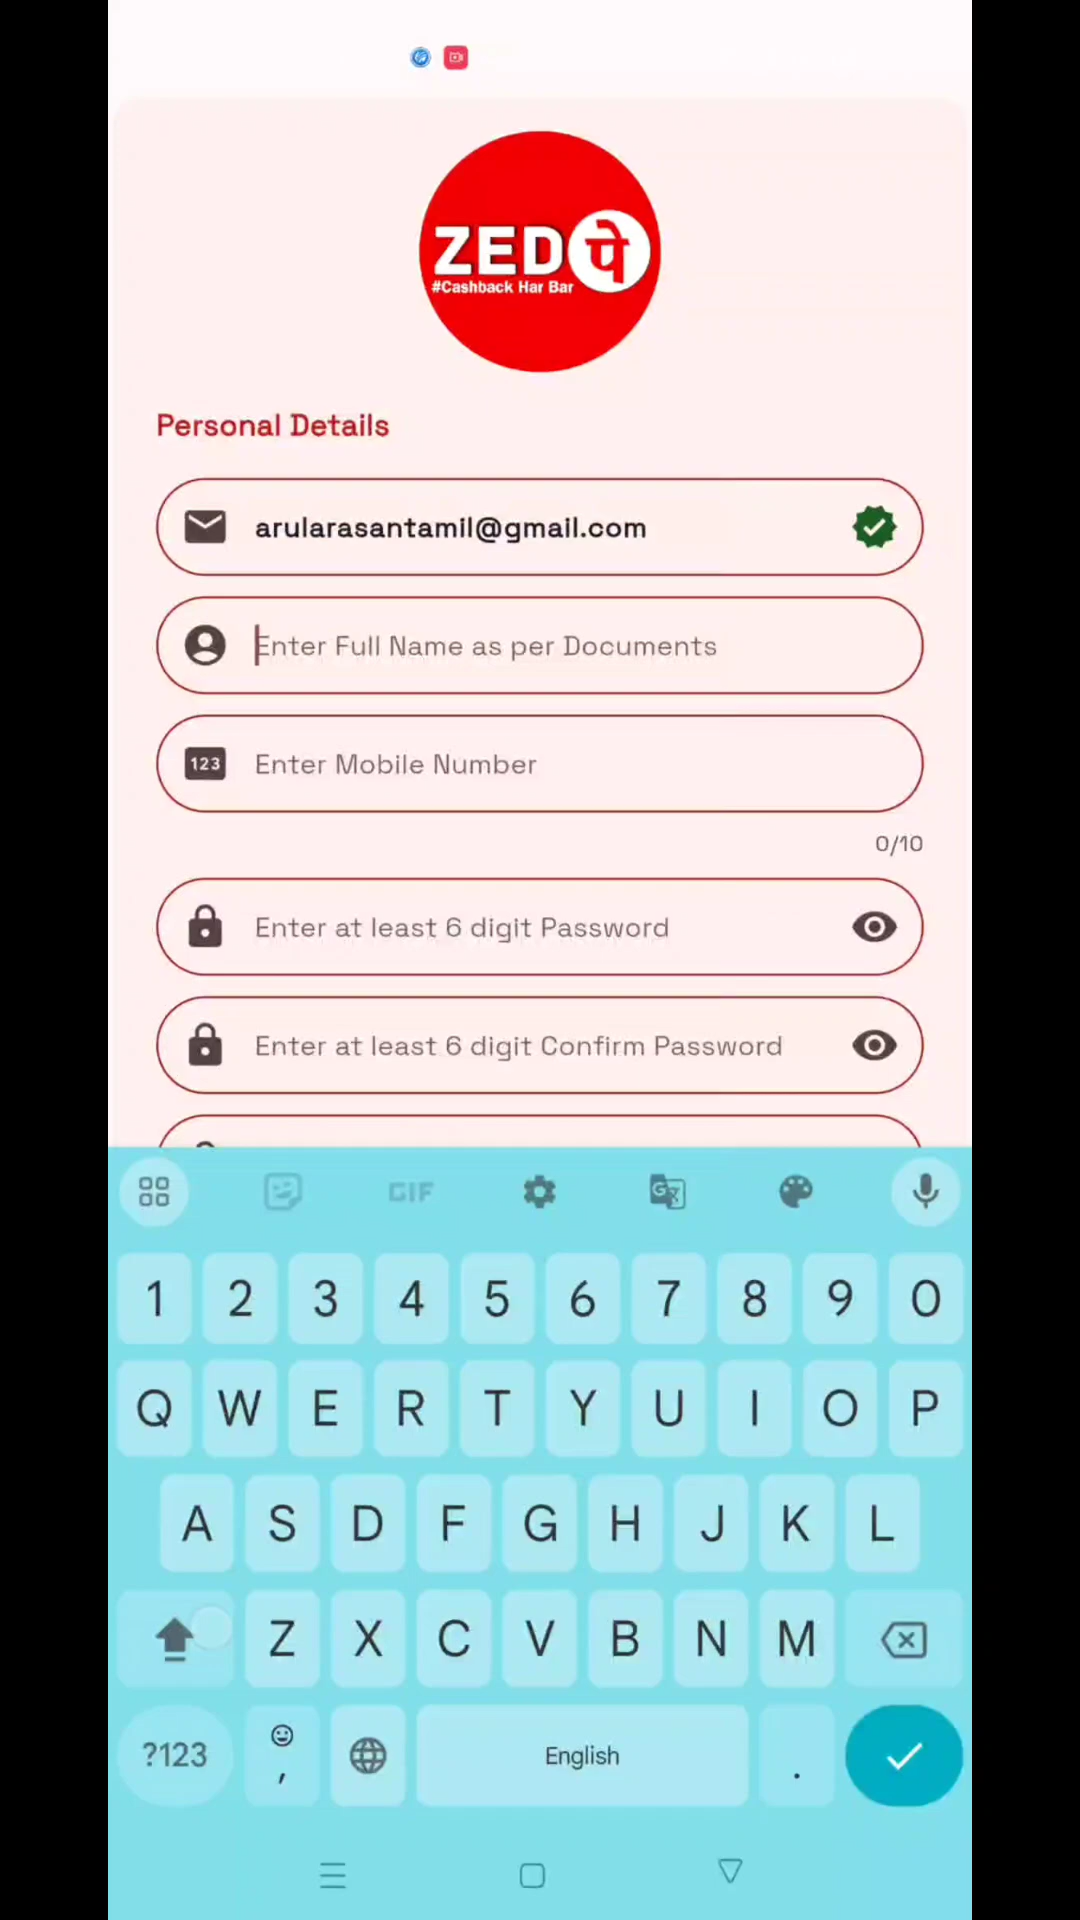 ZED पे
#Cashback Har Bar
Personal Details
arularasantamil@gmail.com
Enter Full Name as per Documents
123 Enter Mobile Number
0/10
Enter at least 6 digit Password
Enter at least 6 digit Confirm Password
GIF
1 2 3 4 5 6 7 8 9 0
Q W E R T Y U I O P
A S D F G H J K L
Z X C V B N M
?123 , English .